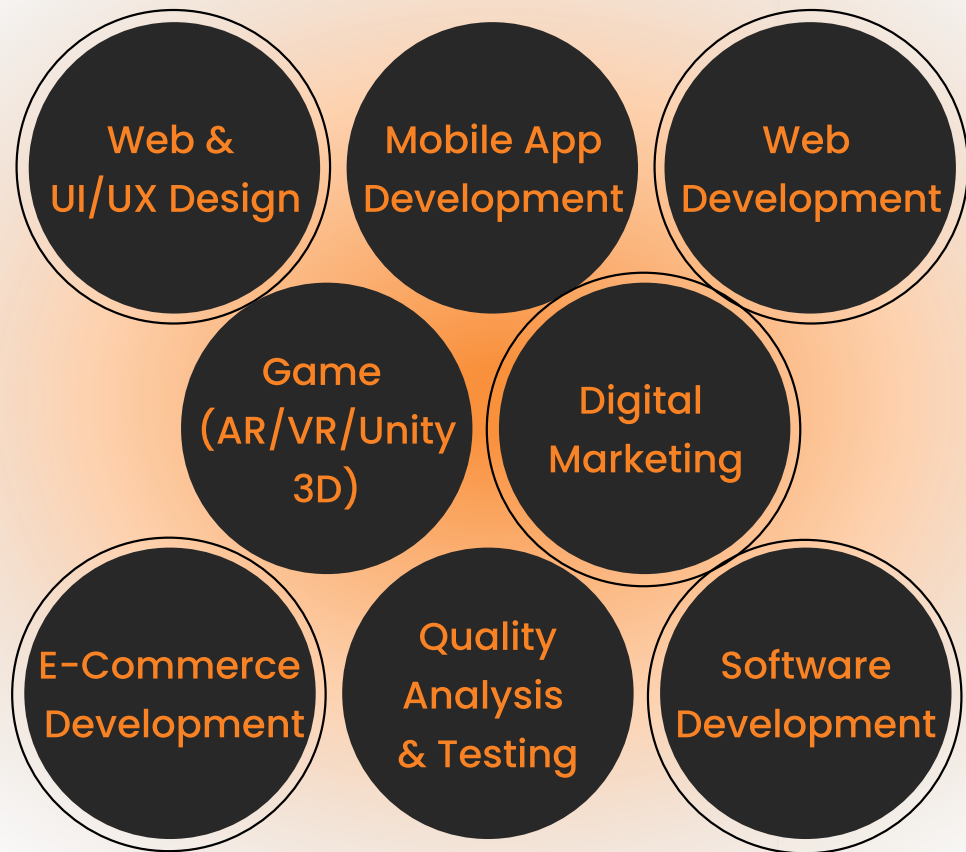 Web &
UI/UX Design
Mobile App
Development
Web
Development
Game
(AR/VR/Unity
3D)
Digital
Marketing
E-Commerce
Development
Quality
Analysis
& Testing
Software
Development